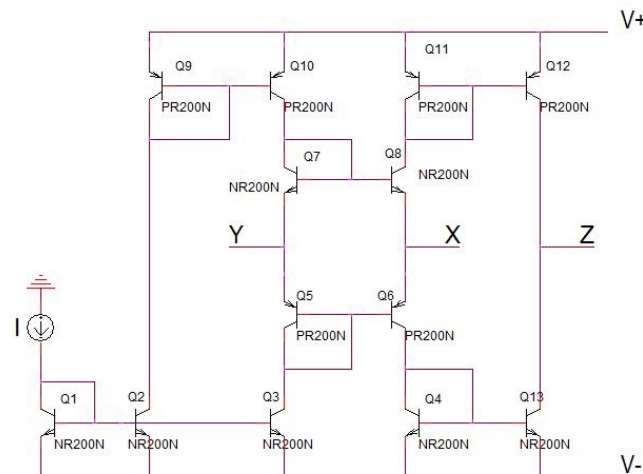 V+
Q9
Q10
Q11
Q12
PR200N
PR200N
PR200N
PR200N
Q7
Q8
NR200N
NR200N
Y
X
Z
Q5
Q6
I
PR200N
PR200N
Q1
Q2
Q3
Q4
Q13
NR200N
NR200N
NR200N
NR200N
NR200N
V-